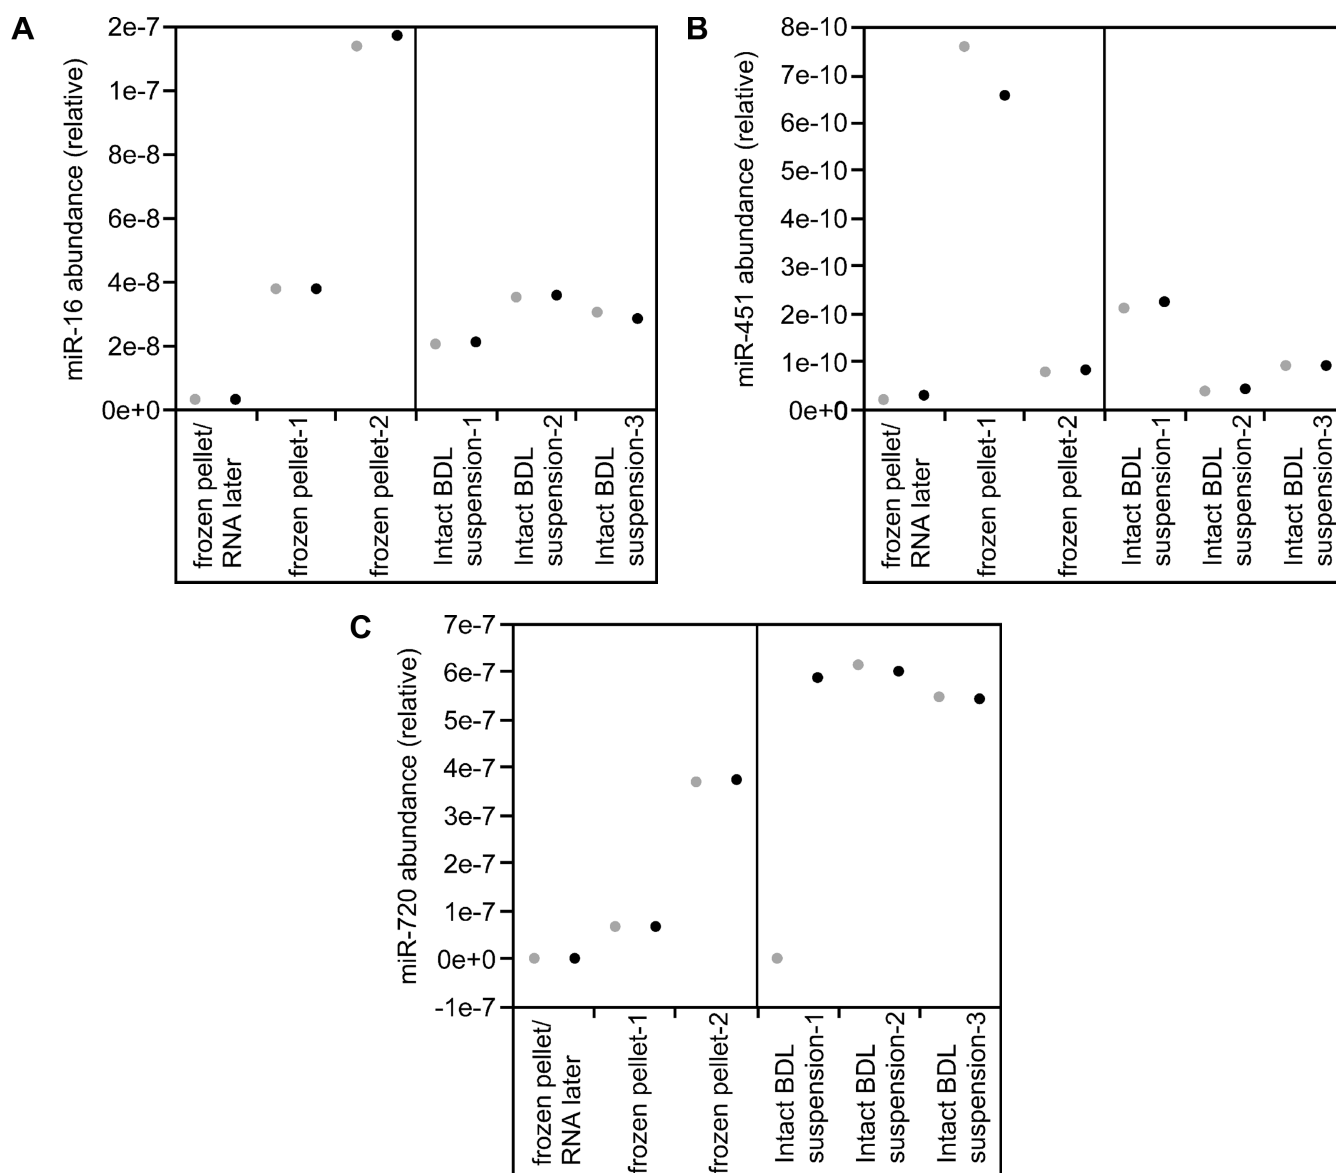 A
miR-16 abundance (relative)
2e-7
1e-7
8e-8
6e-8
4e-8
2e-8
0e+0
frozen pellet/
RNA later
frozen pellet-1
frozen pellet-2
Intact BDL
suspension-1
Intact BDL
suspension-2
Intact BDL
suspension-3
B
miR-451 abundance (relative)
8e-10
7e-10
6e-10
5e-10
4e-10
3e-10
2e-10
1e-10
0e+0
frozen pellet/
RNA later
frozen pellet-1
frozen pellet-2
Intact BDL
suspension-1
Intact BDL
suspension-2
Intact BDL
suspension-3
C
miR-720 abundance (relative)
7e-7
6e-7
5e-7
4e-7
3e-7
2e-7
1e-7
0e+0
-1e-7
frozen pellet/
RNA later
frozen pellet-1
frozen pellet-2
Intact BDL
suspension-1
Intact BDL
suspension-2
Intact BDL
suspension-3